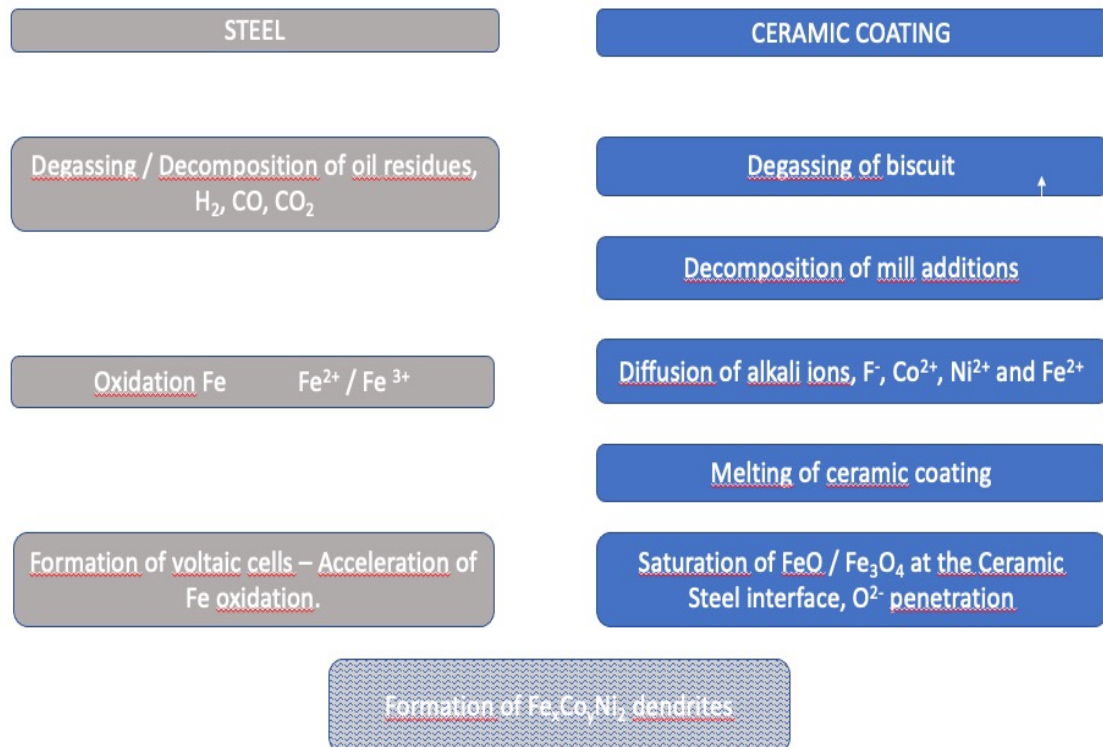 STEEL
CERAMIC COATING
Degassing / Decomposition of oil residues,
H₂, CO, CO₂
Degassing of biscuit
Decomposition of mill additions
Oxidation Fe Fe²⁺ / Fe ³⁺
Diffusion of alkali ions, F⁻, Co²⁺, Ni²⁺ and Fe²⁺
Melting of ceramic coating
Formation of voltaic cells – Acceleration of
Fe oxidation.
Saturation of FeO / Fe₃O₄ at the Ceramic
Steel interface, O²⁻ penetration
Formation of FeₓCoᵧNi₂ dendrites